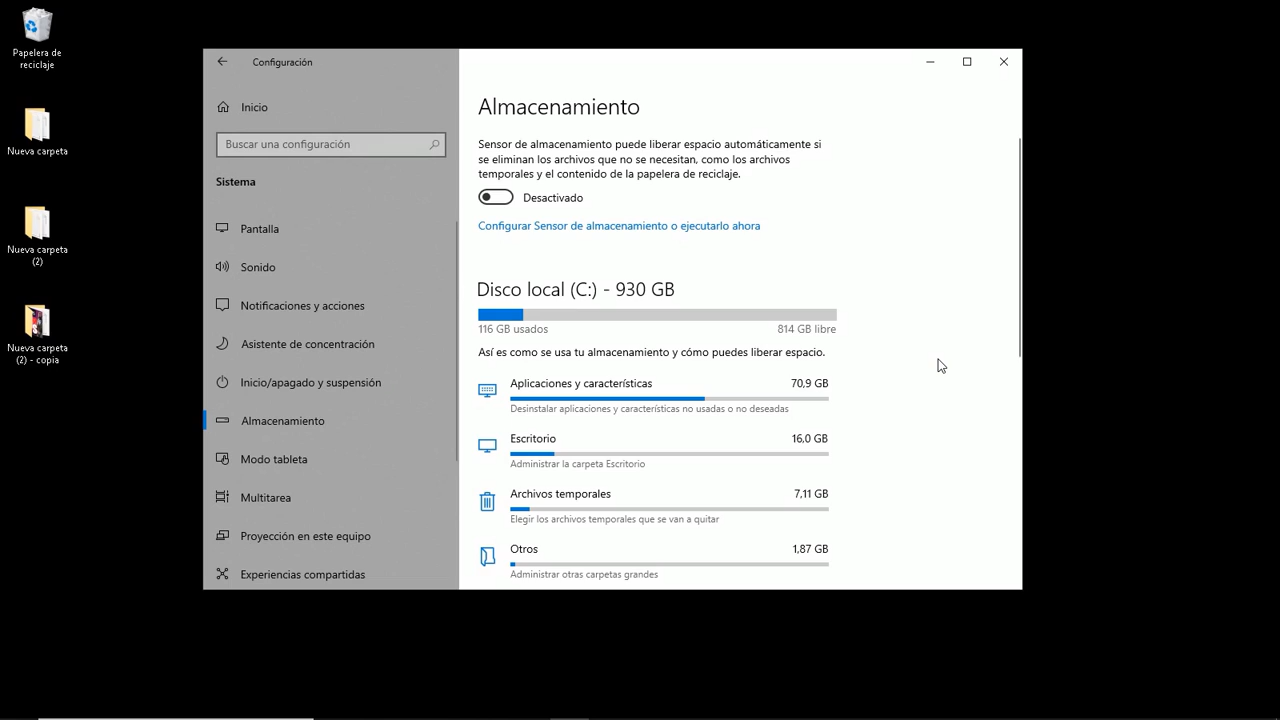 Papelera de
reciclaje
Nueva carpeta
Nueva carpeta
(2)
Nueva carpeta
(2) - copia
Configuración
Inicio
Buscar una configuración
Sistema
Pantalla
Sonido
Notificaciones y acciones
Asistente de concentración
Inicio/apagado y suspensión
Almacenamiento
Modo tableta
Multitarea
Proyección en este equipo
Experiencias compartidas
Almacenamiento
Sensor de almacenamiento puede liberar espacio automáticamente si
se eliminan los archivos que no se necesitan, como los archivos
temporales y el contenido de la papelera de reciclaje.
Desactivado
Configurar Sensor de almacenamiento o ejecutarlo ahora
Disco local (C:) - 930 GB
116 GB usados 814 GB libre
Así es como se usa tu almacenamiento y cómo puedes liberar espacio.
Aplicaciones y características 70,9 GB
Desinstalar aplicaciones y características no usadas o no deseadas
Escritorio 16,0 GB
Administrar la carpeta Escritorio
Archivos temporales 7,11 GB
Elegir los archivos temporales que se van a quitar
Otros 1,87 GB
Administrar otras carpetas grandes